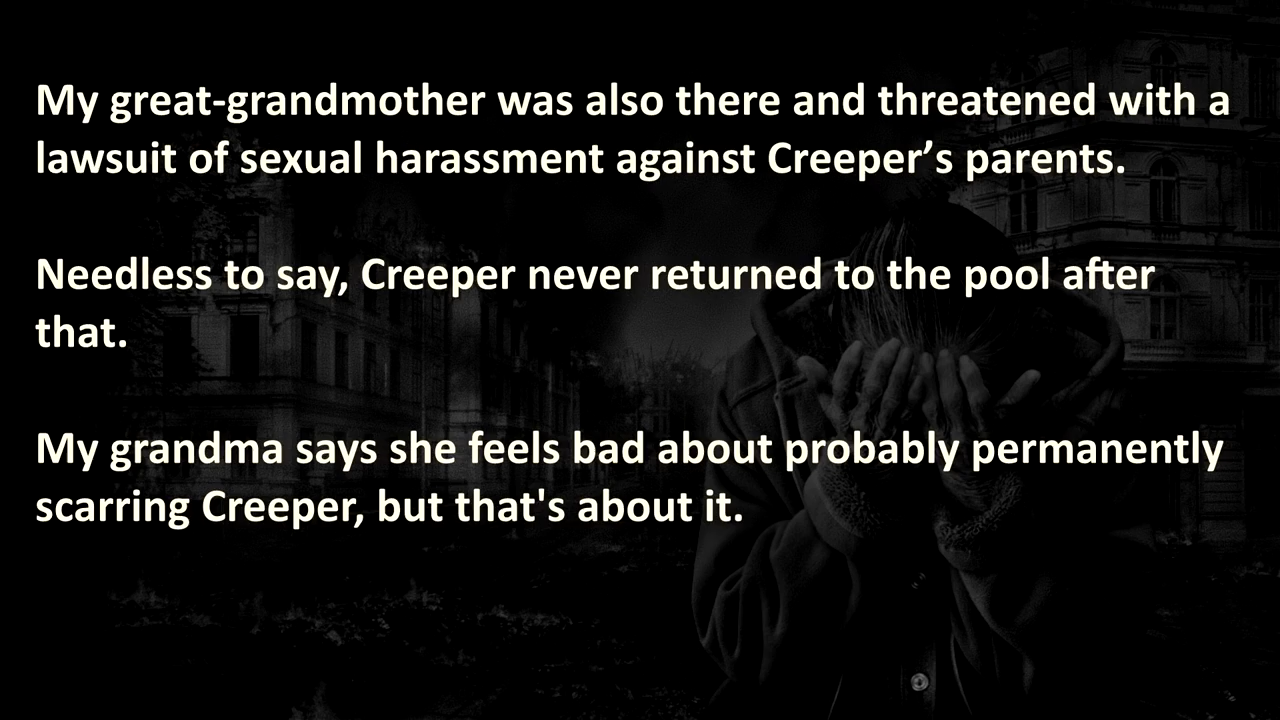 My great-grandmother was also there and threatened with a
lawsuit of sexual harassment against Creeper’s parents.
Needless to say, Creeper never returned to the pool after
that.
My grandma says she feels bad about probably permanently
scarring Creeper, but that's about it.